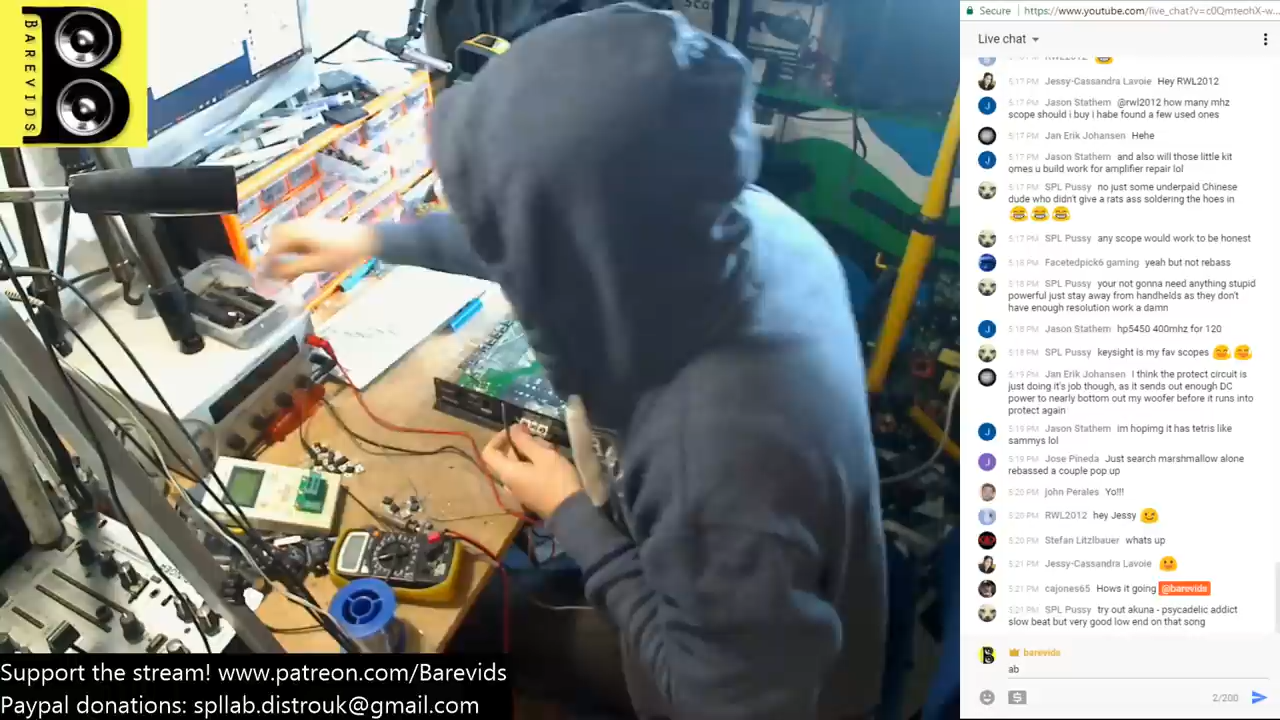 BAREVIDS
Secure
https://www.youtube.com/live_chat?v=c0QmteohX-w...
Live chat
RWL2012
5:17 PM Jessy-Cassandra Lavoie Hey RWL2012
5:17 PM Jason Stathem @rwl2012 how many mhz
scope should i buy i habe found a few used ones
5:17 PM Jan Erik Johansen Hehe
5:17 PM Jason Stathem and also will those little kit
omes u build work for amplifier repair lol
5:17 PM SPL Pussy no just some underpaid Chinese
dude who didn't give a rats ass soldering the hoes in
5:17 PM SPL Pussy any scope would work to be honest
5:18 PM Facetedpick6 gaming yeah but not rebass
5:18 PM SPL Pussy your not gonna need anything stupid
powerful just stay away from handhelds as they don't
have enough resolution work a damn
5:18 PM Jason Stathem hp5450 400mhz for 120
5:18 PM SPL Pussy keysight is my fav scopes
5:19 PM Jan Erik Johansen I think the protect circuit is
just doing it's job though, as it sends out enough DC
power to nearly bottom out my woofer before it runs into
protect again
5:19 PM Jason Stathem im hopimg it has tetris like
sammys lol
5:19 PM Jose Pineda Just search marshmallow alone
rebassed a couple pop up
5:20 PM john Perales Yo!!!
5:20 PM RWL2012 hey Jessy
5:20 PM Stefan Litzlbauer whats up
5:21 PM Jessy-Cassandra Lavoie
5:21 PM cajones65 Hows it going @barevids
5:21 PM SPL Pussy try out akuna - psycadelic addict
slow beat but very good low end on that song
barevids
ab
2/200
Support the stream! www.patreon.com/Barevids
Paypal donations: spllab.distrouk@gmail.com